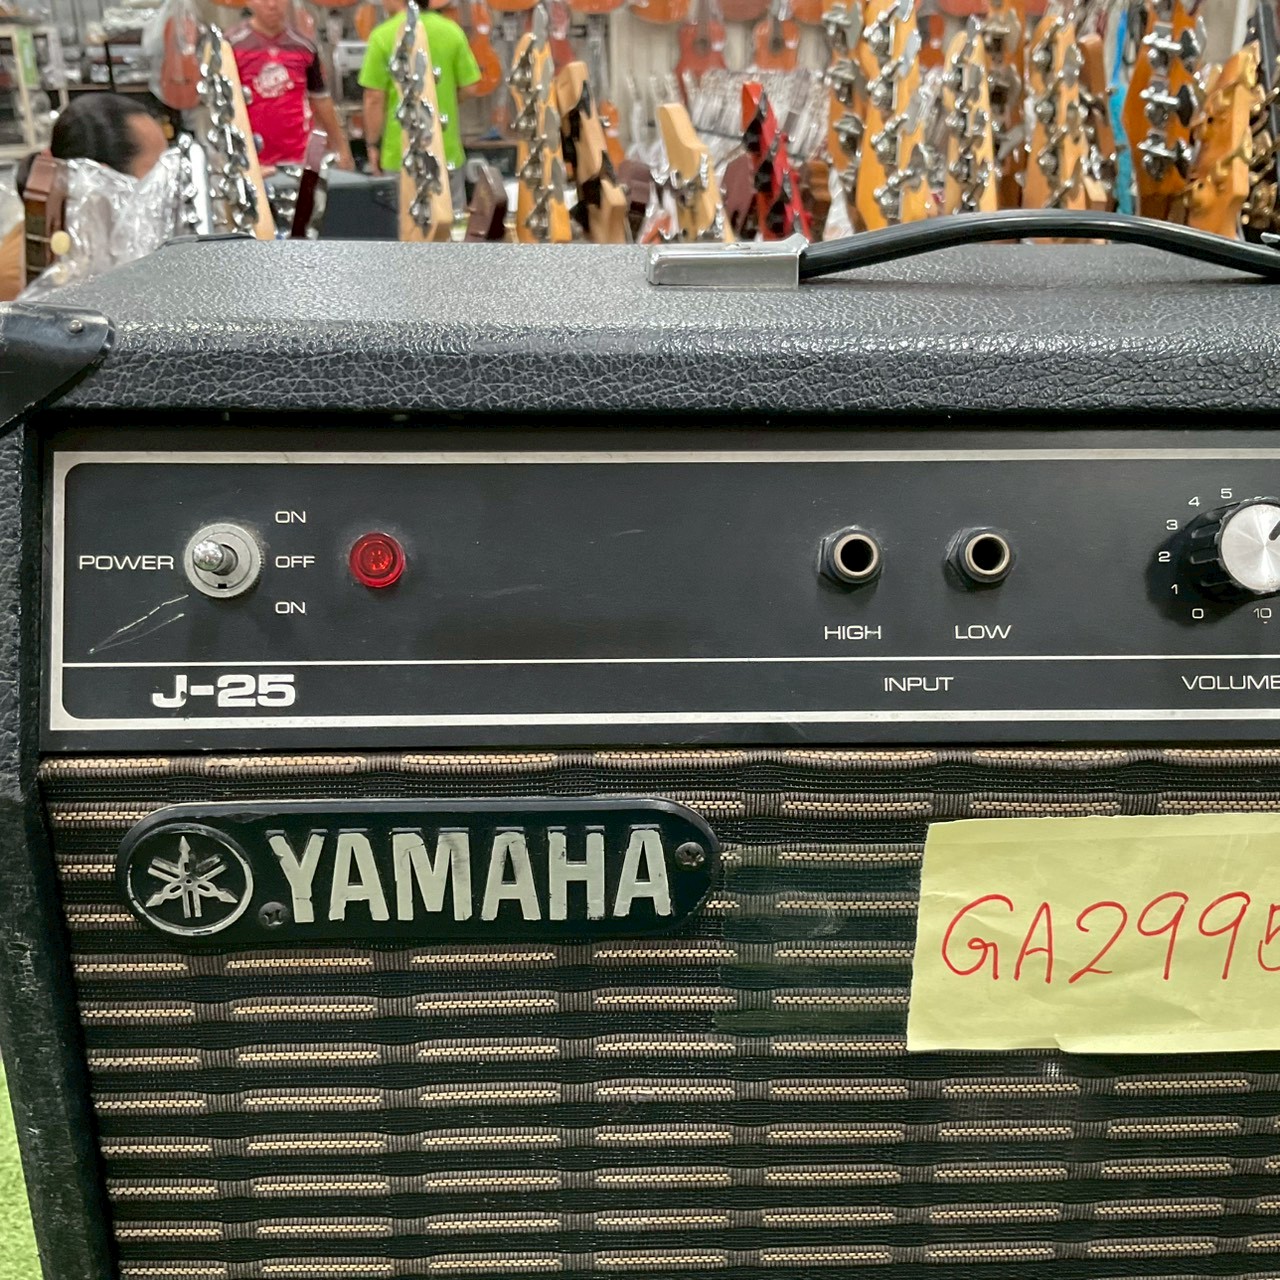 ON
POWER
OFF
ON
5
4
3
2
1
0
10
HIGH
LOW
INPUT
VOLUME
J-25
YAMAHA
GA2995